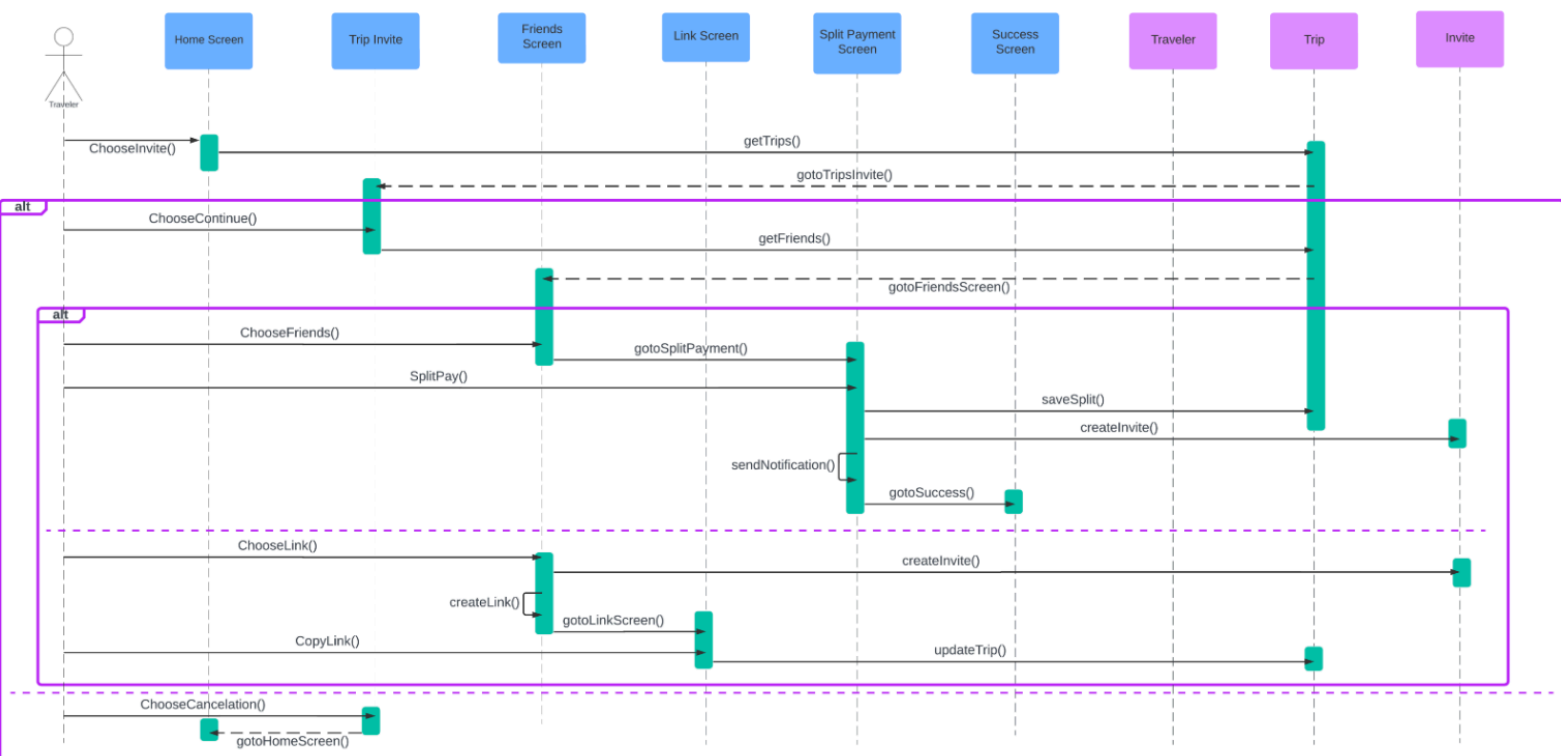 Home Screen
Trip Invite
Friends
Screen
Link Screen
Split Payment
Screen
Success
Screen
Traveler
Trip
Invite
Traveler
ChooseInvite()
getTrips()
gotoTripsInvite()
alt
ChooseContinue()
getFriends()
gotoFriendsScreen()
alt
ChooseFriends()
gotoSplitPayment()
SplitPay()
saveSplit()
createInvite()
sendNotification()
gotoSuccess()
ChooseLink()
createInvite()
createLink()
gotoLinkScreen()
CopyLink()
updateTrip()
ChooseCancelation()
gotoHomeScreen()